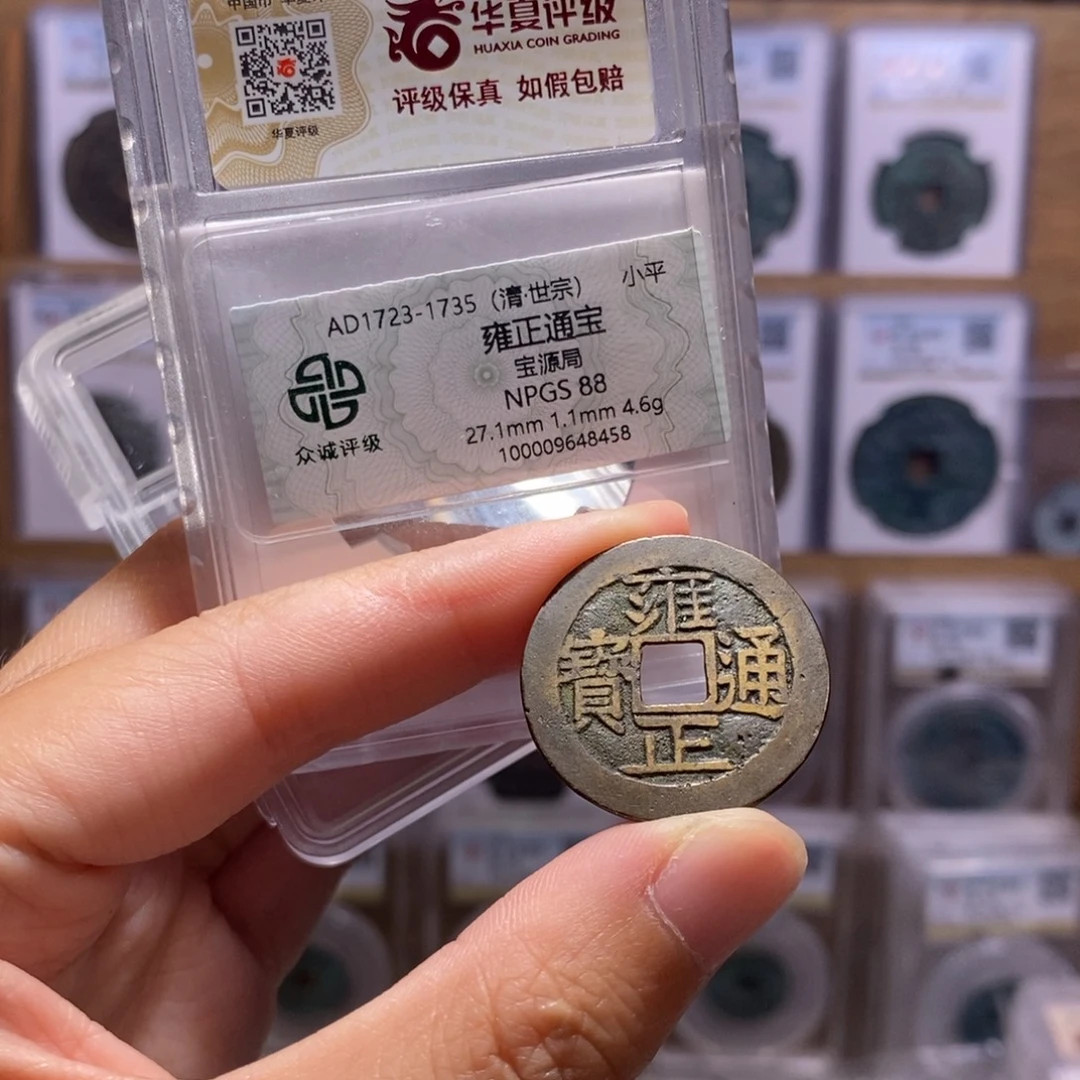 华夏评级
HUAXIA COIN GRADING
评级保真 如假包赔
华夏评级
AD1723-1735（清·世宗） 小平
雍正通宝
宝源局
NPGS 88
27.1mm 1.1mm 4.6g
100009648458
众诚评级
雍
正
通
寶